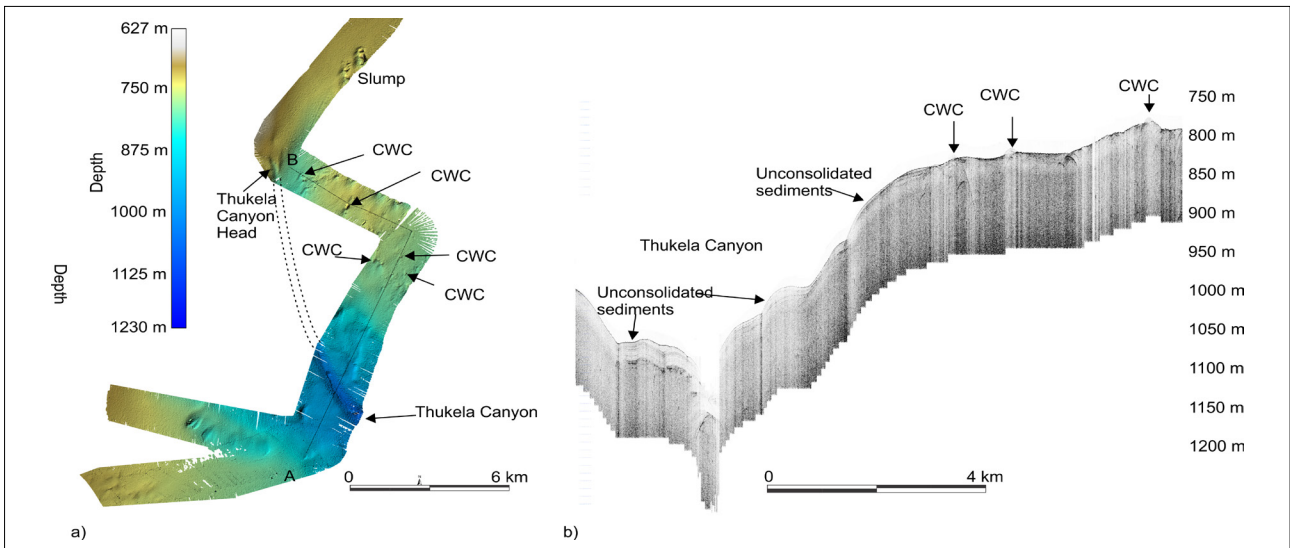 627 m
750 m
875 m
1000 m
1125 m
1230 m
Depth
Depth
Slump
B
CWC
CWC
Thukela
Canyon
Head
CWC
CWC
CWC
Thukela Canyon
A
0
6 km
a)
CWC
CWC
CWC
Unconsolidated
sediments
Thukela Canyon
Unconsolidated
sediments
750 m
800 m
850 m
900 m
950 m
1000 m
1050 m
1100 m
1150 m
1200 m
0
4 km
b)